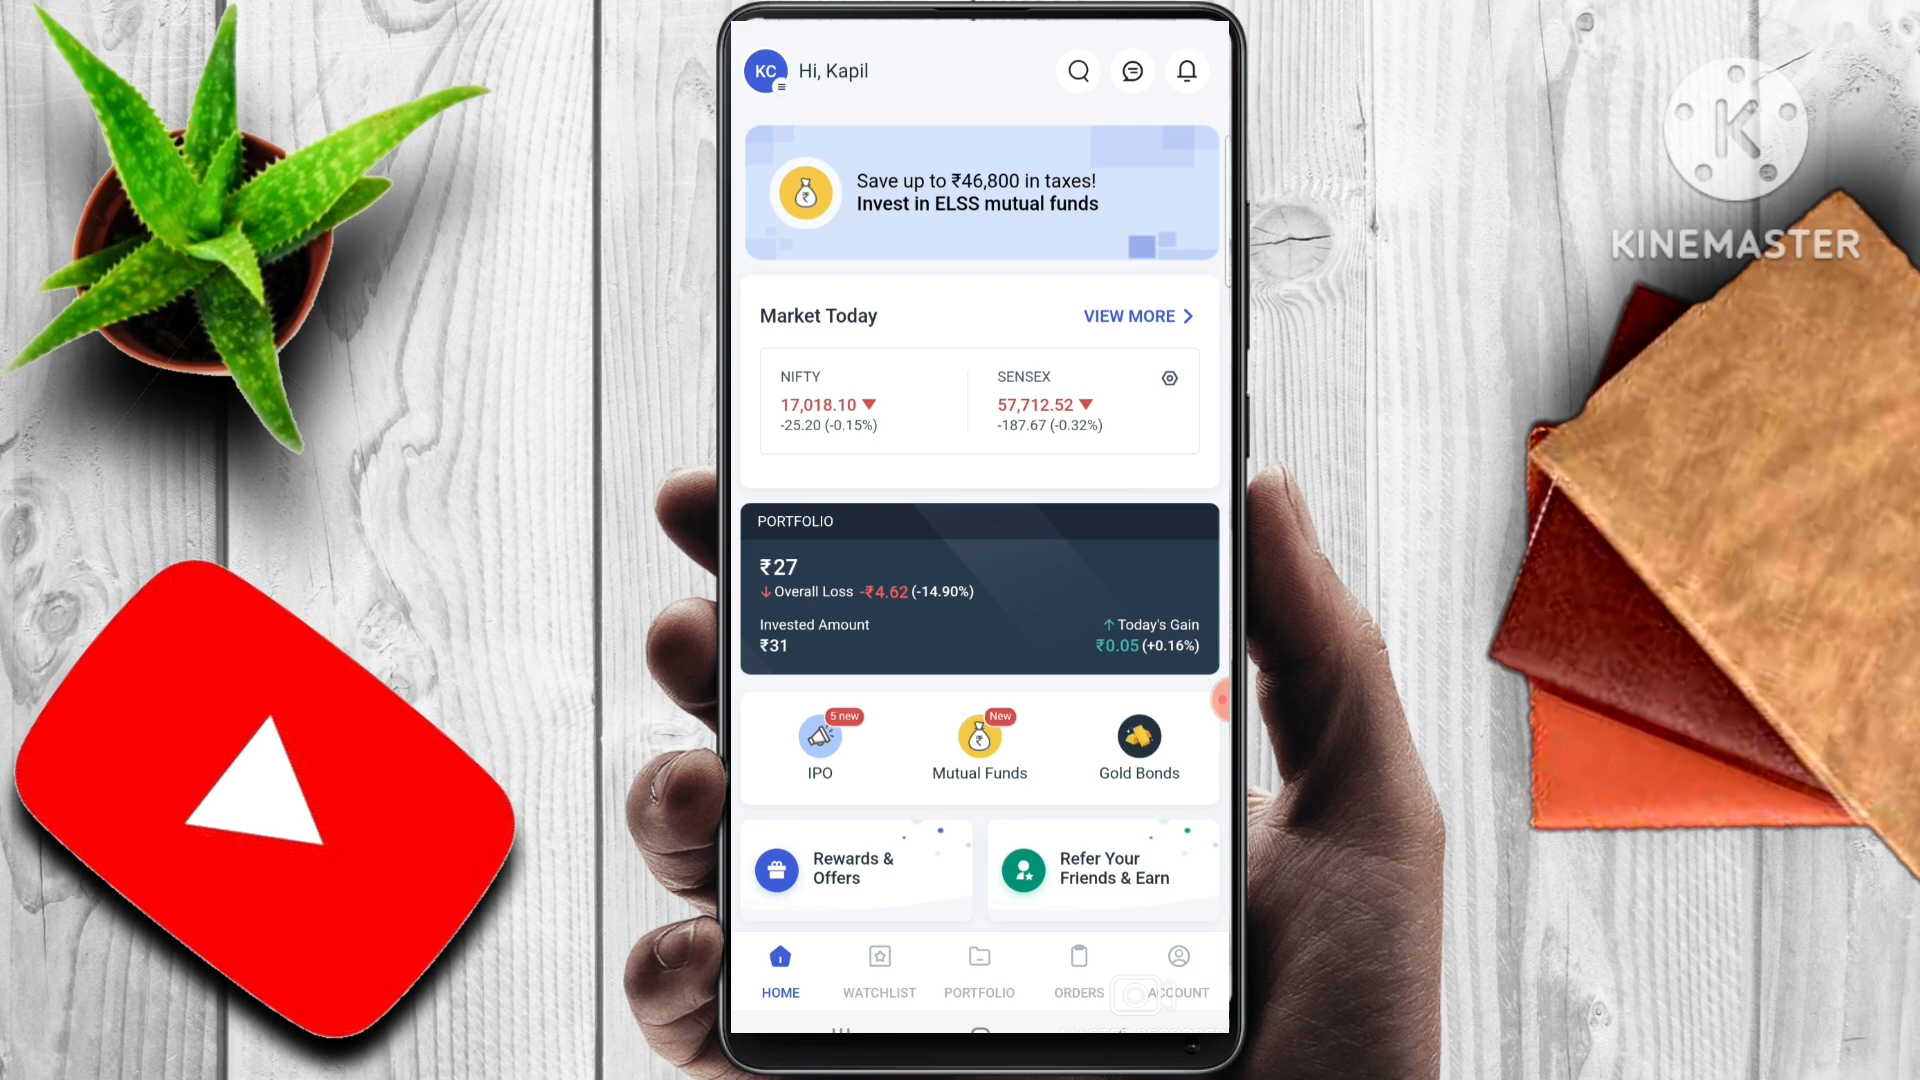 KC
Hi, Kapil
K
KINEMASTER
Save up to ₹46,800 in taxes!
Invest in ELSS mutual funds
Market Today
VIEW MORE
NIFTY
17,018.10
-25.20 (-0.15%)
SENSEX
57,712.52
-187.67 (-0.32%)
PORTFOLIO
₹27
Overall Loss -₹4.62 (-14.90%)
Invested Amount
₹31
Today's Gain
₹0.05 (+0.16%)
5 new
IPO
New
Mutual Funds
Gold Bonds
Rewards &
Offers
Refer Your
Friends & Earn
HOME
WATCHLIST
PORTFOLIO
ORDERS
ACCOUNT